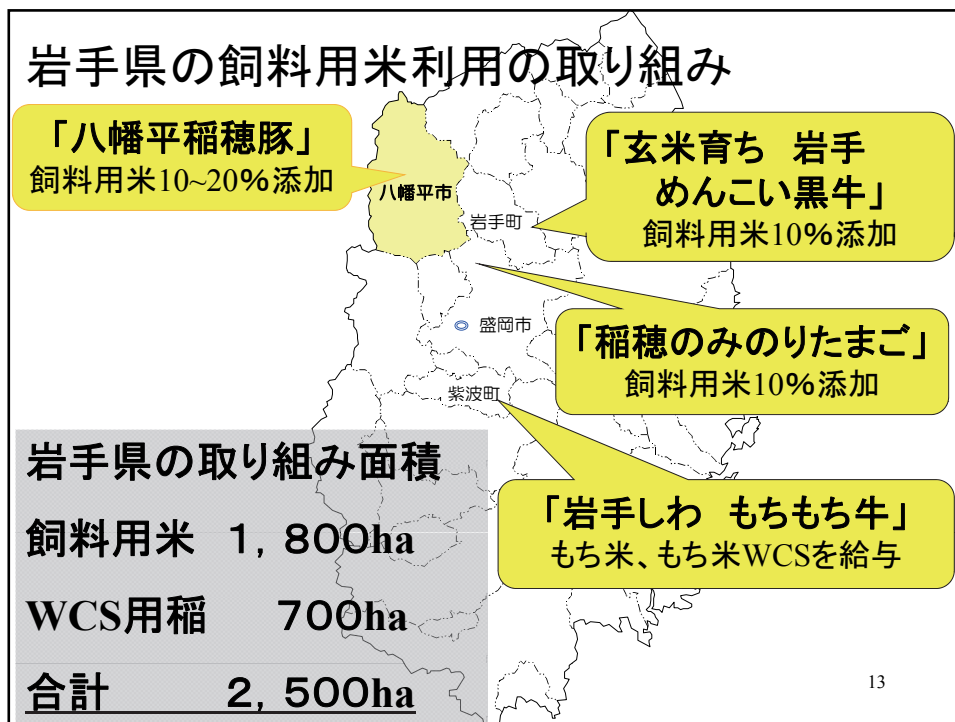 岩手県の飼料用米利用の取り組み
「八幡平稲穂豚」
飼料用米10~20%添加
「玄米育ち　岩手
めんこい黒牛」
飼料用米10%添加
八幡平市
岩手町
盛岡市
「稲穂のみのりたまご」
飼料用米10%添加
紫波町
「岩手しわ　もちもち牛」
もち米、もち米WCSを給与
岩手県の取り組み面積
飼料用米　１，８００ha
WCS用稲　　７００ha
合計　　　２，５００ha
13